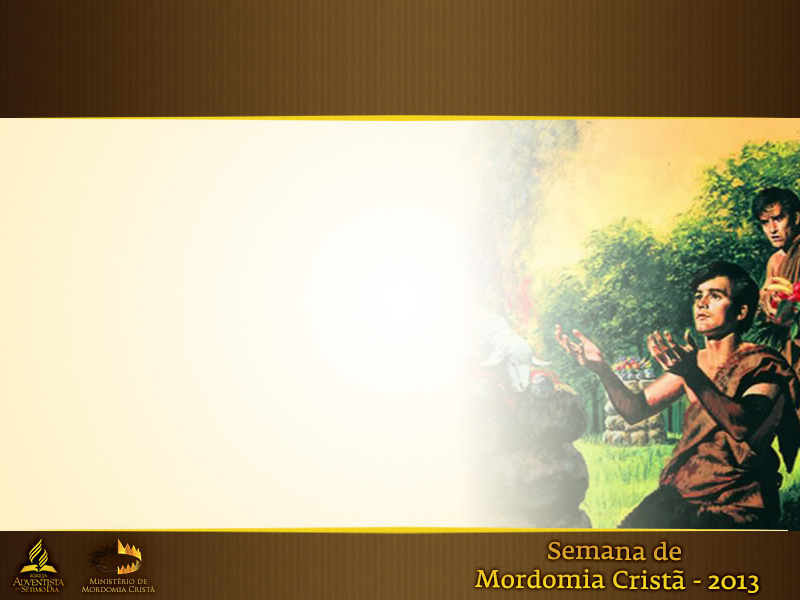 IGREJA
ADVENTISTA
DO SÉTIMO DIA
MINISTÉRIO DE
MORDOMIA CRISTÃ
Semana de
Mordomia Cristã - 2013